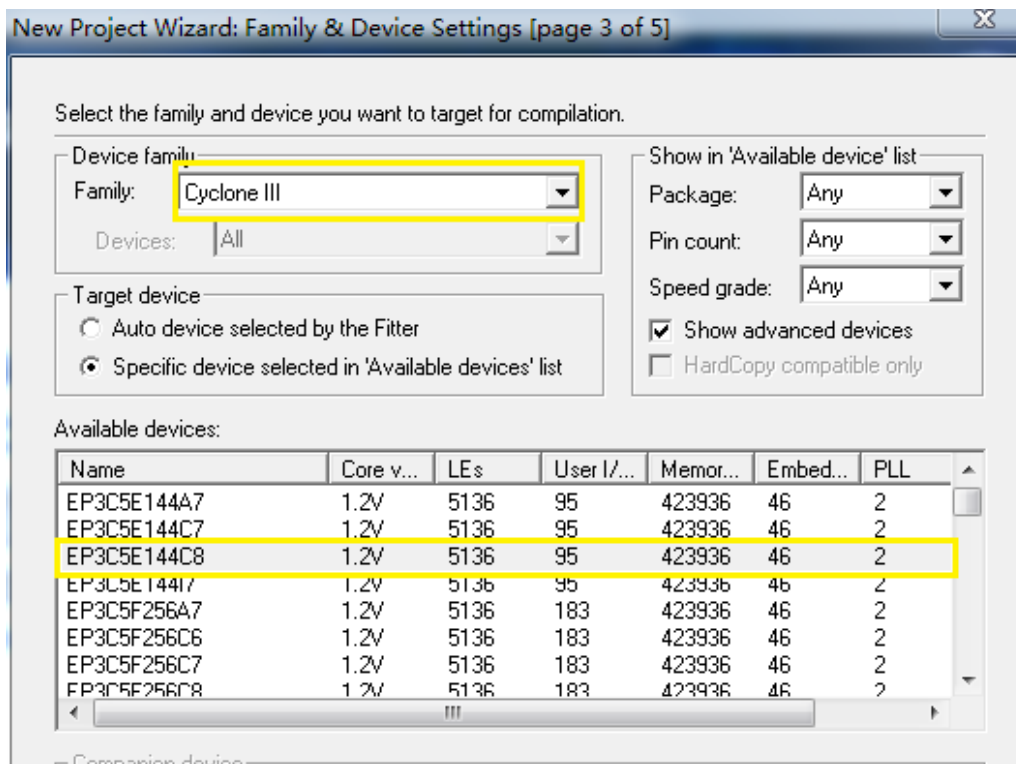 New Project Wizard: Family & Device Settings [page 3 of 5]
Select the family and device you want to target for compilation.
Device family
Family: Cyclone III
Devices: All
Show in 'Available device' list
Package: Any
Pin count: Any
Speed grade: Any
Show advanced devices
HardCopy compatible only
Target device
Auto device selected by the Fitter
Specific device selected in 'Available devices' list
Available devices:
Name Core v... LEs User I/... Memor... Embed... PLL
EP3C5E144A7 1.2V 5136 95 423936 46 2
EP3C5E144C7 1.2V 5136 95 423936 46 2
EP3C5E144C8 1.2V 5136 95 423936 46 2
EP3C5E144I7 1.2V 5136 95 423936 46 2
EP3C5F256A7 1.2V 5136 183 423936 46 2
EP3C5F256C6 1.2V 5136 183 423936 46 2
EP3C5F256C7 1.2V 5136 183 423936 46 2
EP3C5F256C8 1.2V 5136 183 423936 46 2
Companion device